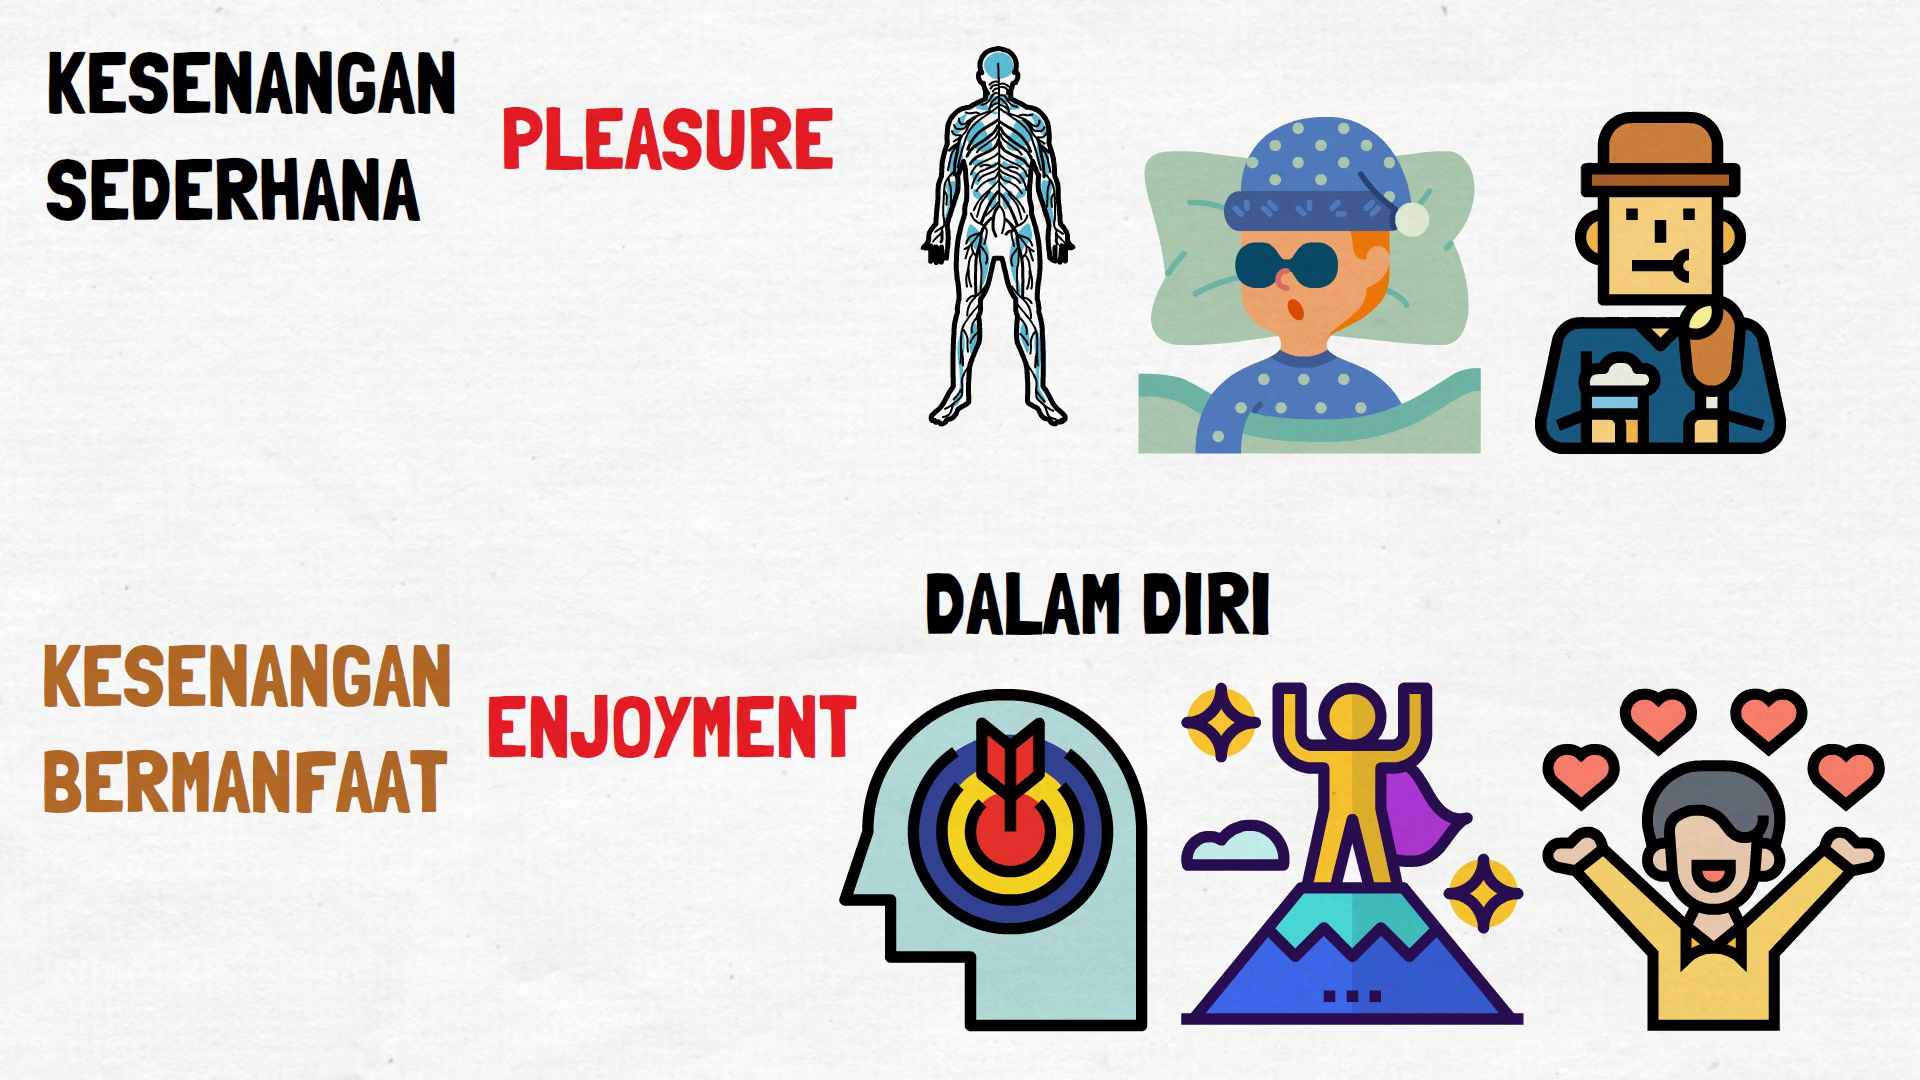 KESENANGAN
SEDERHANA
PLEASURE
DALAM DIRI
KESENANGAN
BERMANFAAT
ENJOYMENT